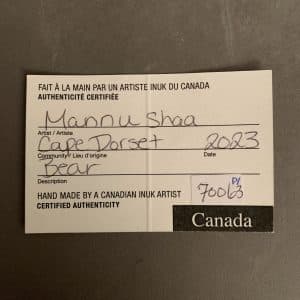 FAIT À LA MAIN PAR UN ARTISTE INUK DU CANADA
AUTHENTICITÉ CERTIFIÉE
Mannu Shaa
Artist / Artiste
Cape Dorset 2023
Community / Lieu d'origine Date
Bear
Description
HAND MADE BY A CANADIAN INUK ARTIST
CERTIFIED AUTHENTICITY
Canada